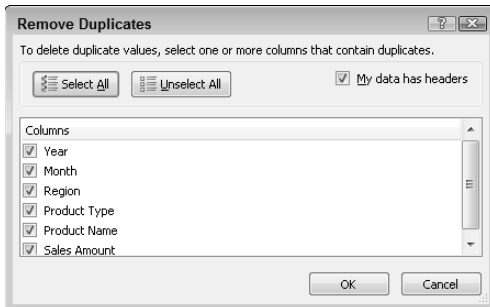 Remove Duplicates
To delete duplicate values, select one or more columns that contain duplicates.
Select All
Unselect All
My data has headers
Columns
Year
Month
Region
Product Type
Product Name
Sales Amount
OK
Cancel